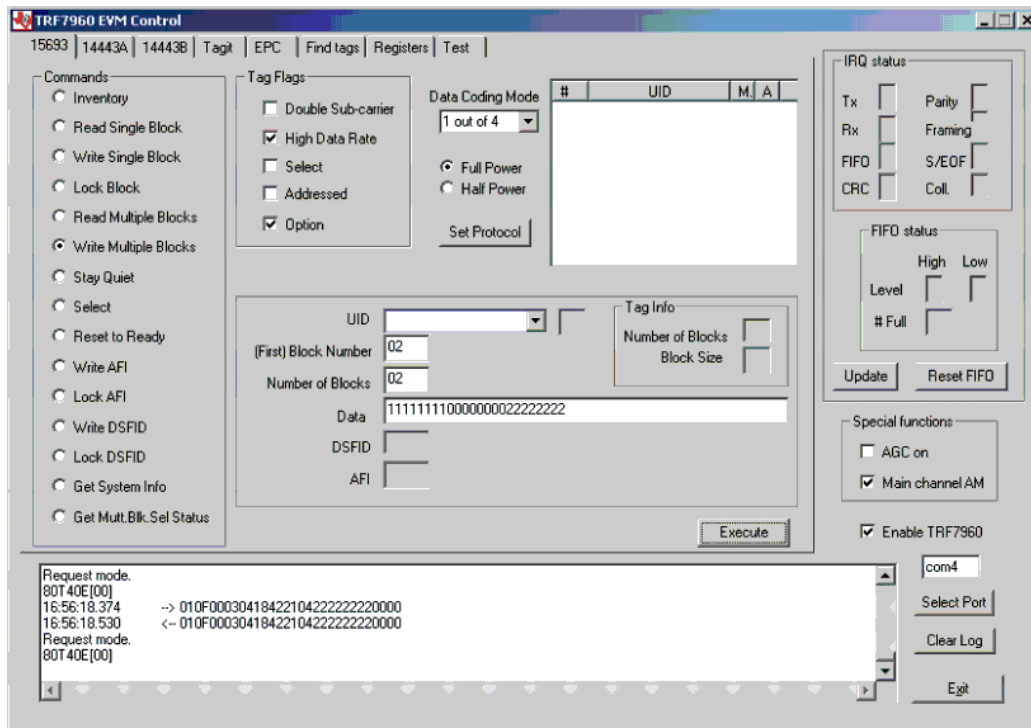 TRF7960 EVM Control
15693 14443A 14443B Tagit EPC Find tags Registers Test
Commands
Inventory
Read Single Block
Write Single Block
Lock Block
Read Multiple Blocks
Write Multiple Blocks
Stay Quiet
Select
Reset to Ready
Write AFI
Lock AFI
Write DSFID
Lock DSFID
Get System Info
Get Mutt.Blk.Sel Status
Tag Flags
Double Sub-carrier
High Data Rate
Select
Addressed
Option
Data Coding Mode
1 out of 4
Full Power
Half Power
Set Protocol
# UID M. A
UID
(First) Block Number 02
Number of Blocks 02
Data 111111110000000022222222
DSFID
AFI
Tag Info
Number of Blocks
Block Size
Execute
IRQ status
Tx Parity
Rx Framing
FIFO S/EOF
CRC Coll.
FIFO status
High Low
Level
# Full
Update Reset FIFO
Special functions
AGC on
Main channel AM
Enable TRF7960
com4
Select Port
Clear Log
Exit
Request mode.
80T40E[00]
16:56:18.374 --> 010F000304184221042222222220000
16:56:18.530 <-- 010F000304184221042222222220000
Request mode.
80T40E[00]